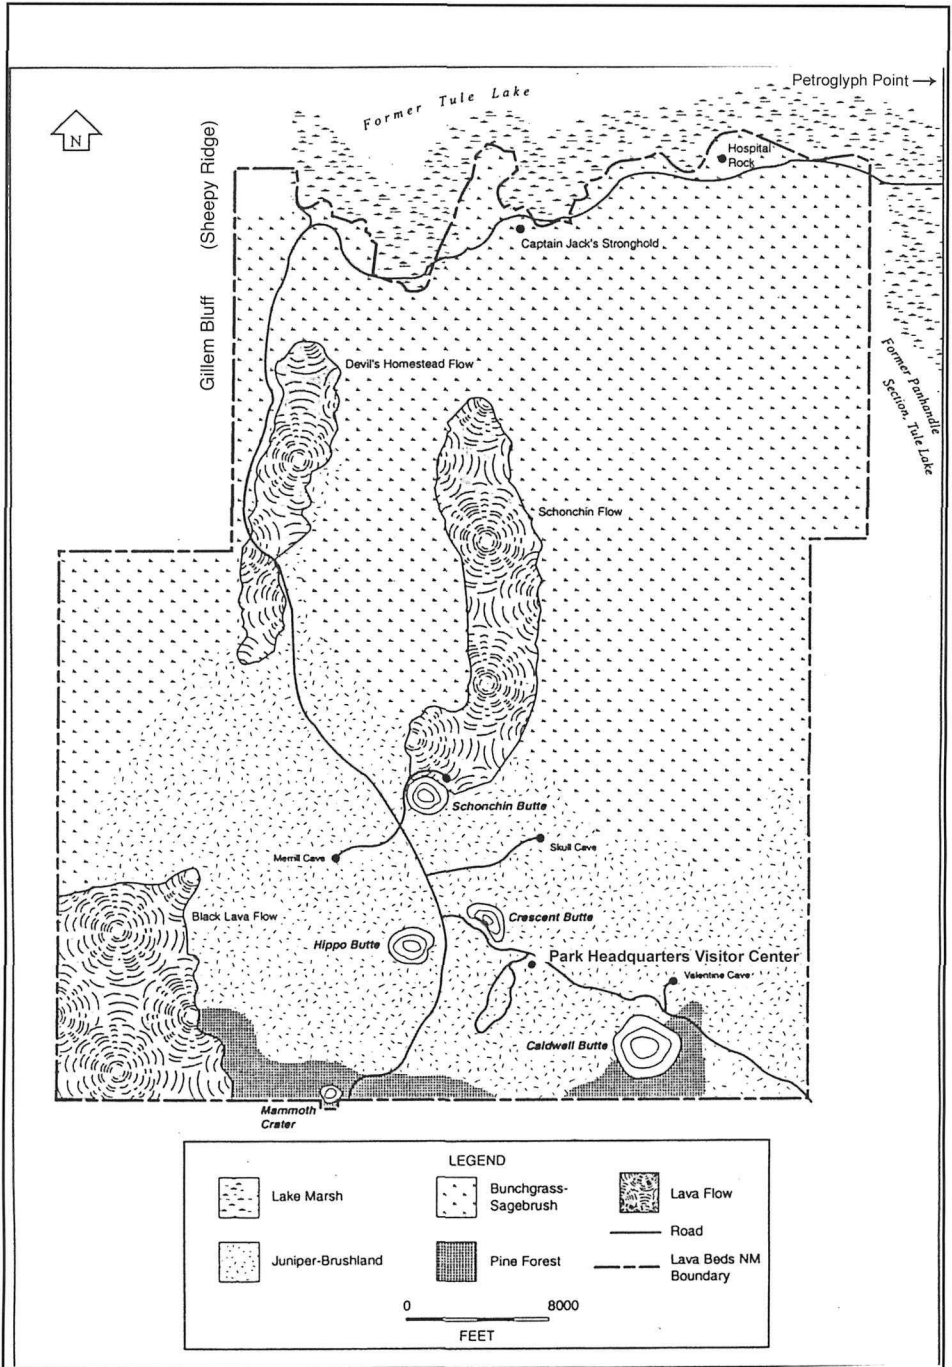 Petroglyph Point →
Former Tule Lake
N
(Sheepy Ridge)
Hospital
Rock
Captain Jack's Stronghold
Gillem Bluff
Former Panhandle
Section, Tule Lake
Devil's Homestead Flow
Schonchin Flow
Schonchin Butte
Merrill Cave
Skull Cave
Black Lava Flow
Crescent Butte
Hippo Butte
Park Headquarters Visitor Center
Valentine Cave
Caldwell Butte
Mammoth
Crater
LEGEND
Lake Marsh
Bunchgrass-
Sagebrush
Lava Flow
Road
Juniper-Brushland
Pine Forest
Lava Beds NM
Boundary
0 8000
FEET